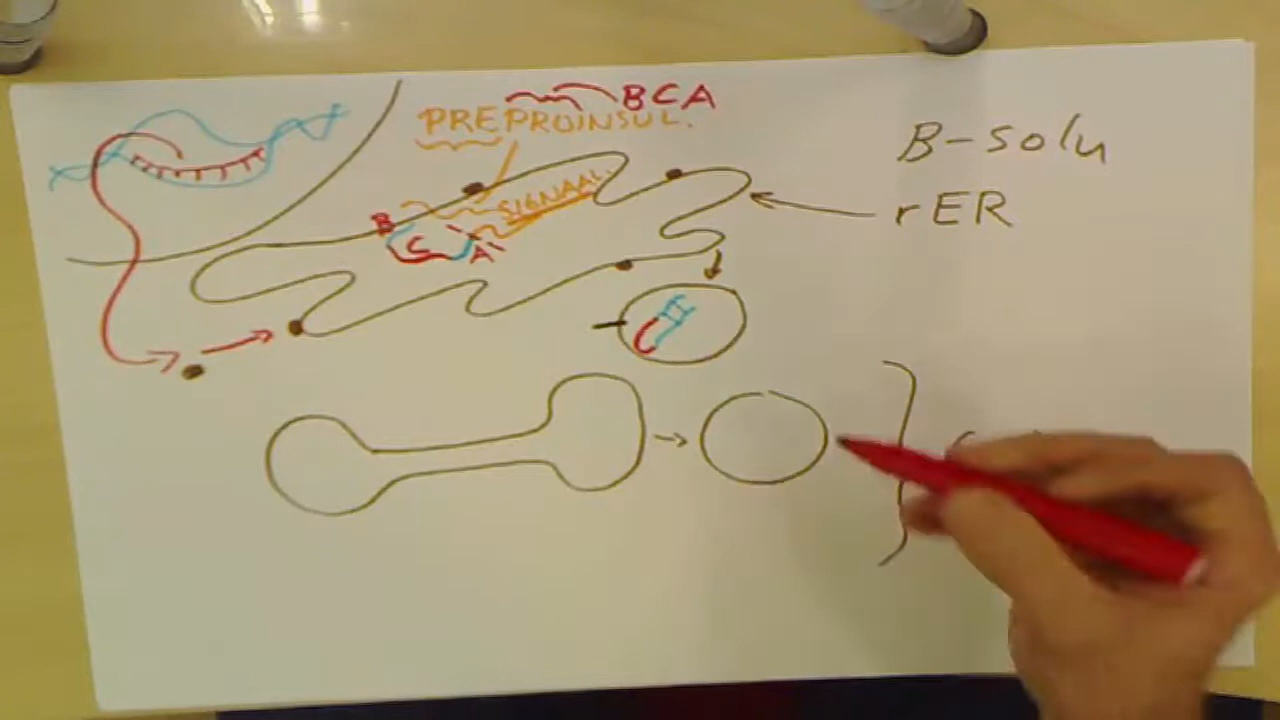 BCA
PREPROINSUL.
B-solu
SIGNAAL.
rER
B
C
A